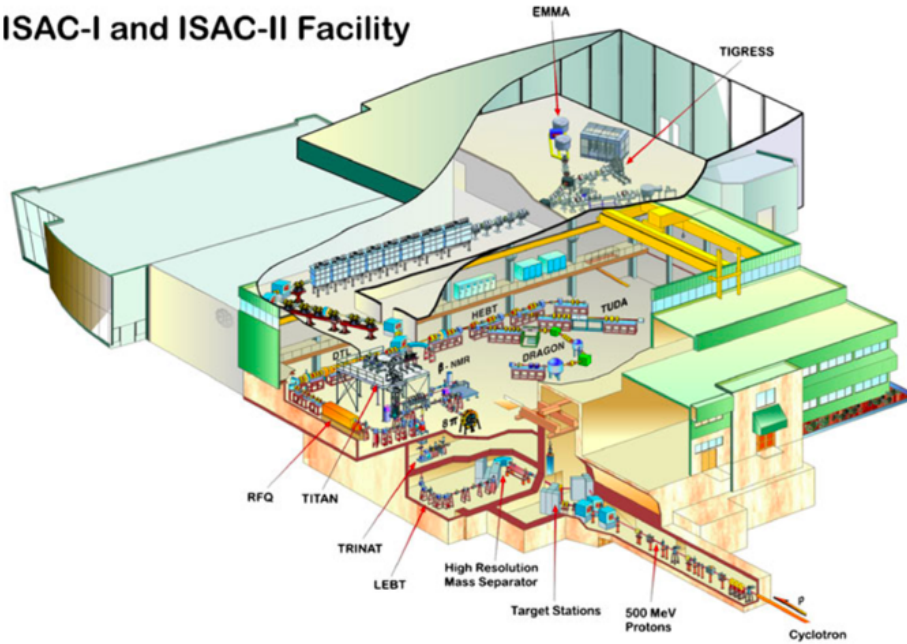 ISAC-I and ISAC-II Facility
EMMA
TIGRESS
HEBT
TUDA
DTL
DRAGON
β-NMR
8π
RFQ
TITAN
TRINAT
LEBT
High Resolution
Mass Separator
Target Stations
500 MeV
Protons
P
Cyclotron